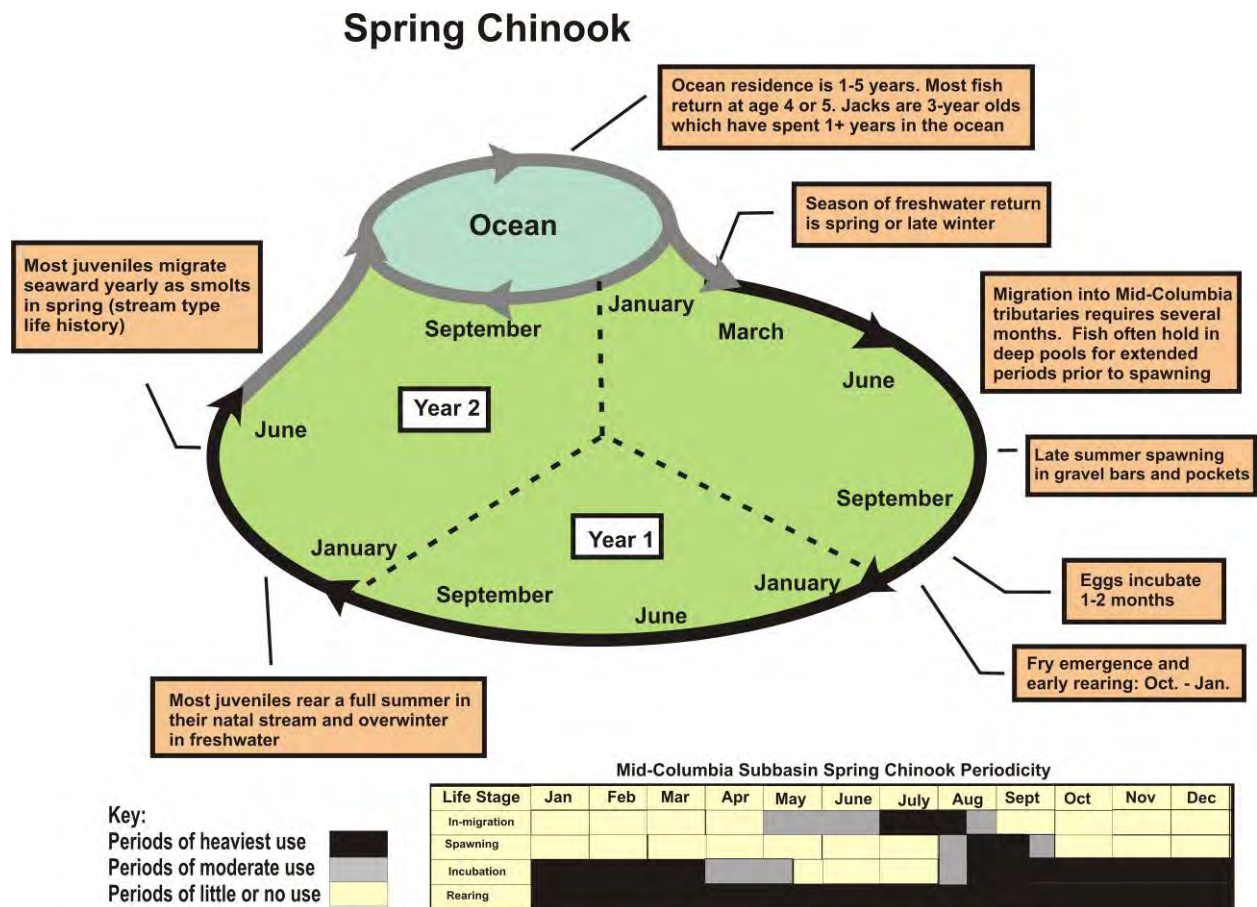 Spring Chinook
Ocean residence is 1-5 years. Most fish
return at age 4 or 5. Jacks are 3-year olds
which have spent 1+ years in the ocean
Season of freshwater return
is spring or late winter
Ocean
Most juveniles migrate
seaward yearly as smolts
in spring (stream type
life history)
Migration into Mid-Columbia
tributaries requires several
months. Fish often hold in
deep pools for extended
periods prior to spawning
January
September
March
June
Year 2
June
Late summer spawning
in gravel bars and pockets
September
January
Year 1
January
September
June
Eggs incubate
1-2 months
Fry emergence and
early rearing: Oct. - Jan.
Most juveniles rear a full summer in
their natal stream and overwinter
in freshwater
Mid-Columbia Subbasin Spring Chinook Periodicity
Life Stage Jan Feb Mar Apr May June July Aug Sept Oct Nov Dec
In-migration
Spawning
Incubation
Rearing
Key:
Periods of heaviest use
Periods of moderate use
Periods of little or no use